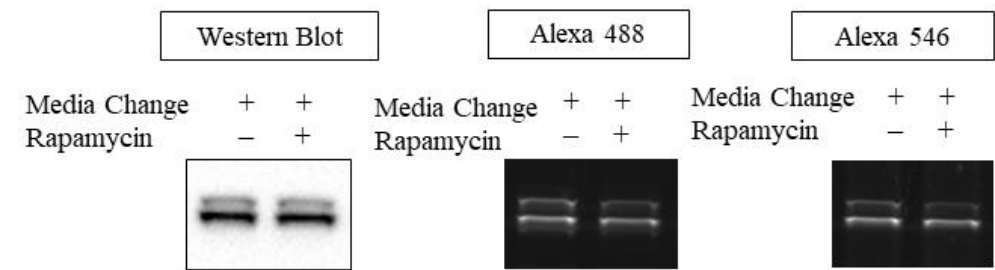 Western Blot
Media Change + +
Rapamycin – +
Alexa 488
Media Change + +
Rapamycin – +
Alexa 546
Media Change + +
Rapamycin – +